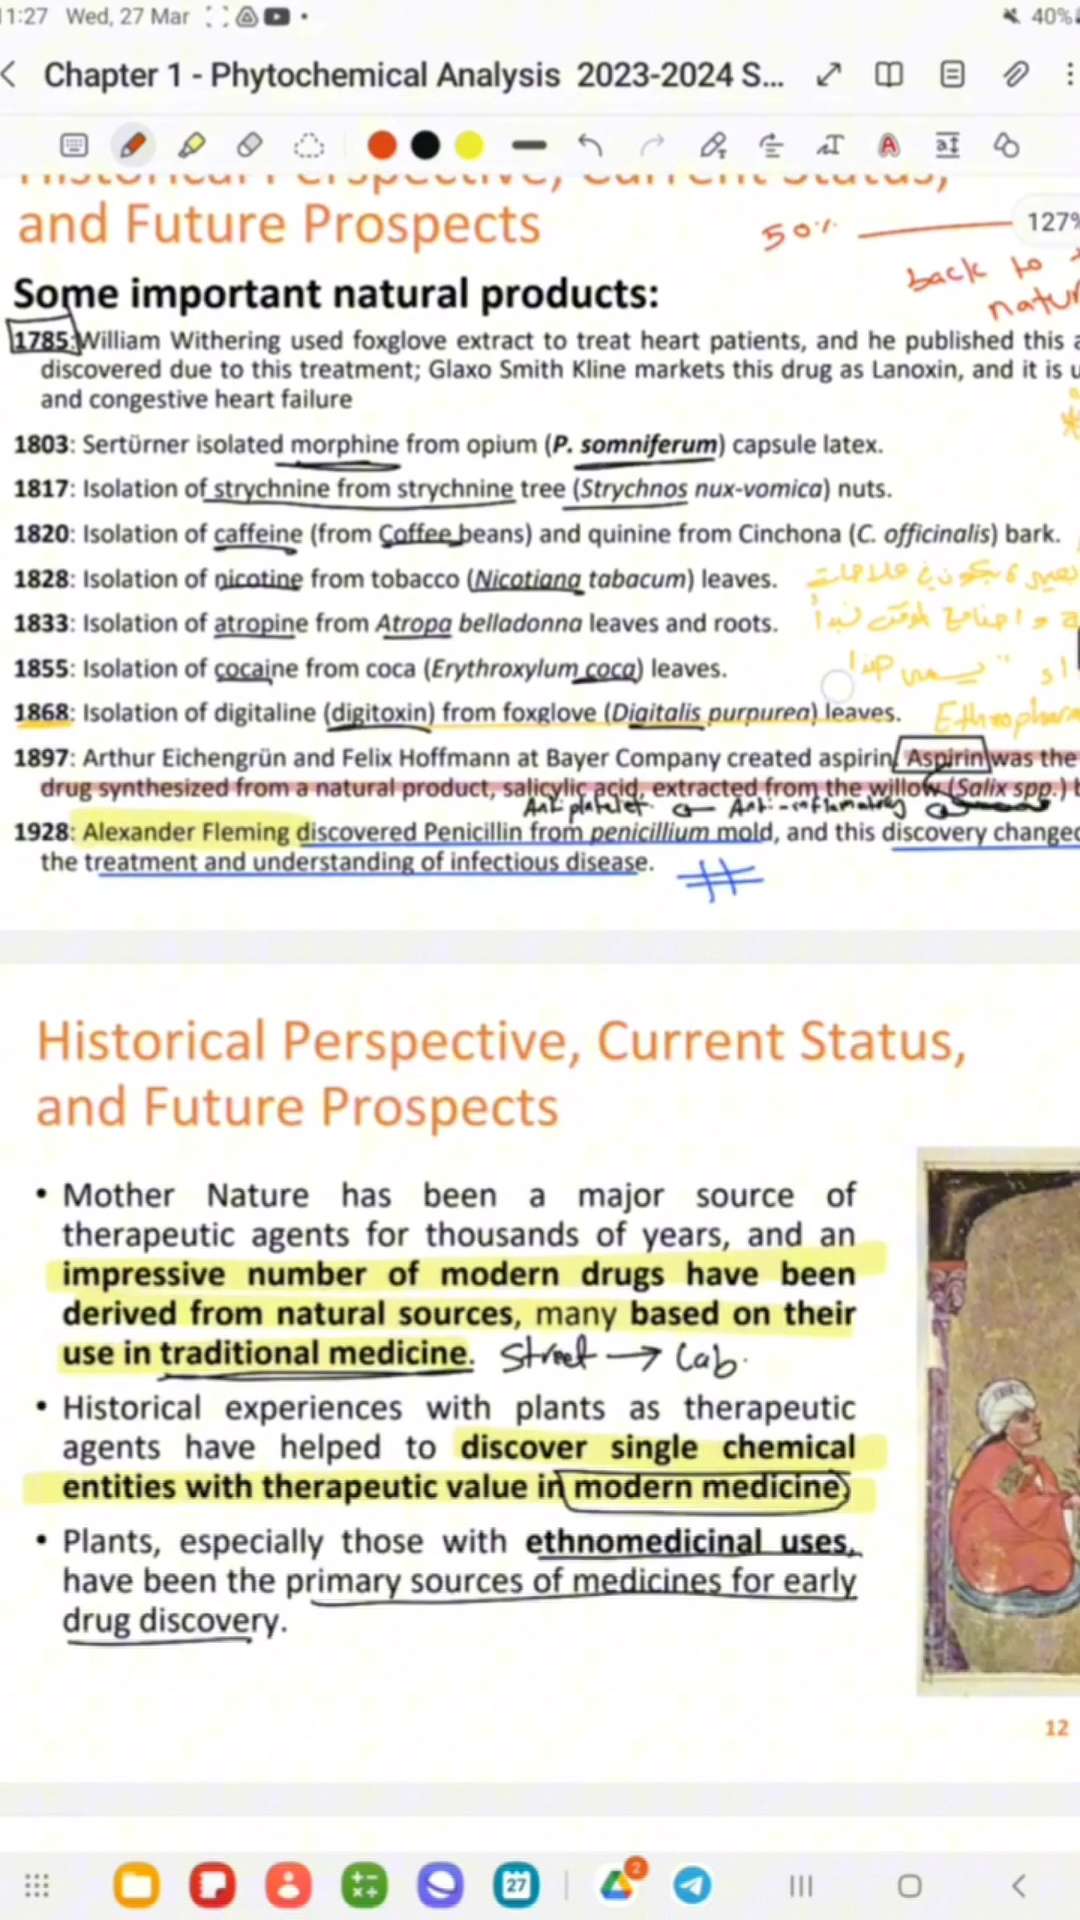 11:27 Wed, 27 Mar
40%
Chapter 1 - Phytochemical Analysis 2023-2024 S...
Historical Perspective, Current Status,
and Future Prospects
127%
50%
back to
natur
Some important natural products:
1785: William Withering used foxglove extract to treat heart patients, and he published this a
discovered due to this treatment; Glaxo Smith Kline markets this drug as Lanoxin, and it is u
and congestive heart failure
1803: Sertürner isolated morphine from opium (P. somniferum) capsule latex.
1817: Isolation of strychnine from strychnine tree (Strychnos nux-vomica) nuts.
1820: Isolation of caffeine (from Coffee beans) and quinine from Cinchona (C. officinalis) bark.
1828: Isolation of nicotine from tobacco (Nicotiana tabacum) leaves.
1833: Isolation of atropine from Atropa belladonna leaves and roots.
1855: Isolation of cocaine from coca (Erythroxylum coca) leaves.
1868: Isolation of digitaline (digitoxin) from foxglove (Digitalis purpurea) leaves.
Ethnopharma
1897: Arthur Eichengrün and Felix Hoffmann at Bayer Company created aspirin. Aspirin was the
drug synthesized from a natural product, salicylic acid, extracted from the willow (Salix spp.) b
Anti platelet Anti-inflamatory
1928: Alexander Fleming discovered Penicillin from penicillium mold, and this discovery changed
the treatment and understanding of infectious disease.
Historical Perspective, Current Status,
and Future Prospects
• Mother Nature has been a major source of
therapeutic agents for thousands of years, and an
impressive number of modern drugs have been
derived from natural sources, many based on their
use in traditional medicine. Street → Lab.
• Historical experiences with plants as therapeutic
agents have helped to discover single chemical
entities with therapeutic value in modern medicine
• Plants, especially those with ethnomedicinal uses,
have been the primary sources of medicines for early
drug discovery.
12
27
2